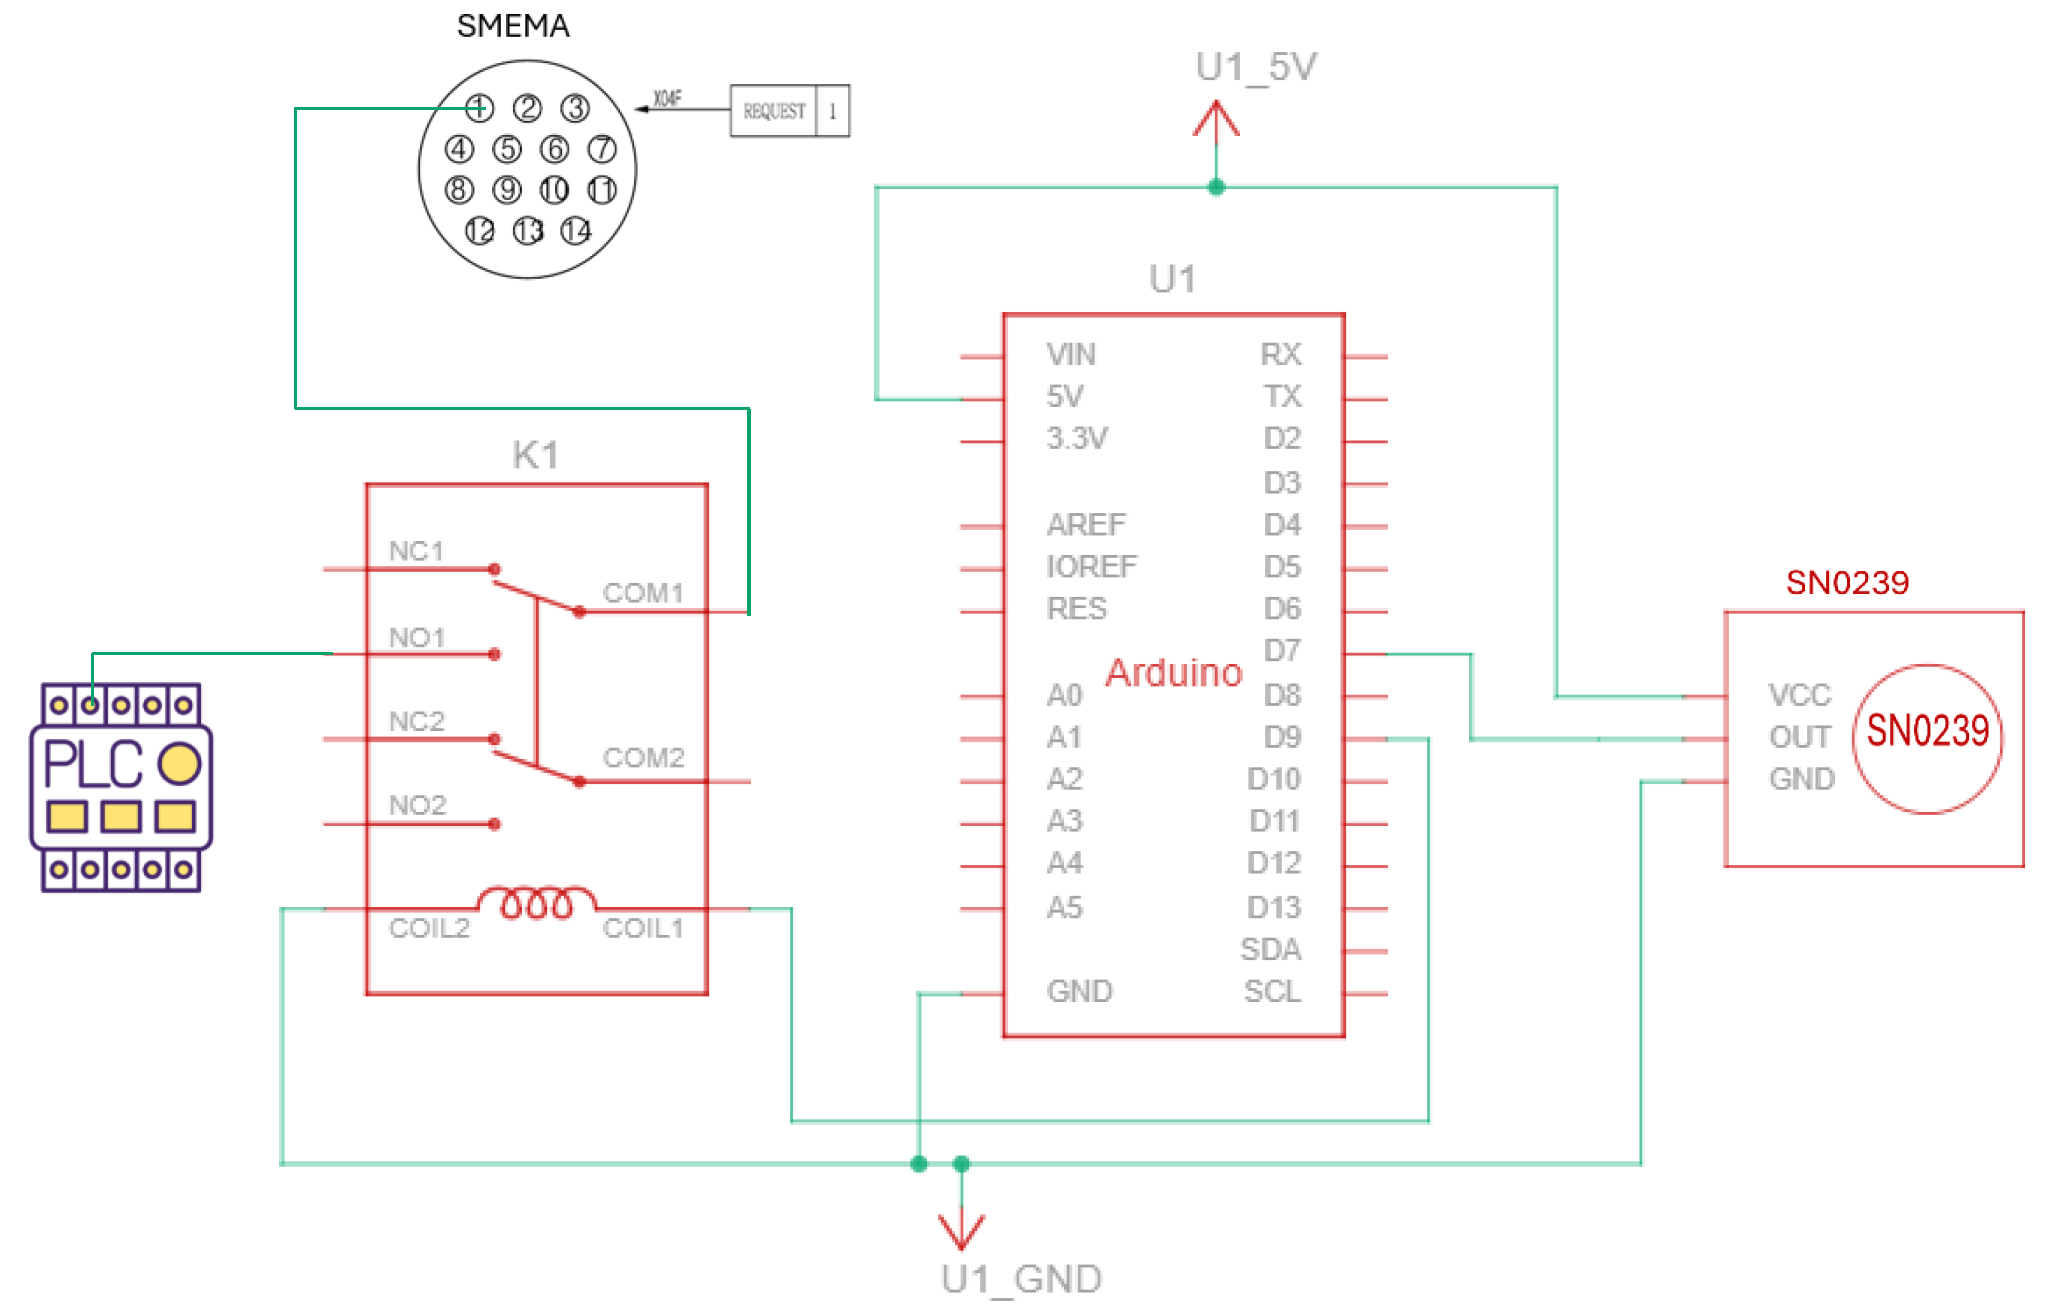 SMEMA
① ② ③
④ ⑤ ⑥ ⑦
⑧ ⑨ ⑩ ⑪
⑫ ⑬ ⑭
X04F
REQUEST 1
U1_5V
U1
VIN RX
5V TX
3.3V D2
D3
AREF D4
IOREF D5
RES D6
D7
Arduino
A0 D8
A1 D9
A2 D10
A3 D11
A4 D12
A5 D13
SDA
GND SCL
K1
NC1
COM1
NO1
NC2
COM2
NO2
COIL2 COIL1
PLC
SN0239
VCC
OUT
GND
SN0239
U1_GND